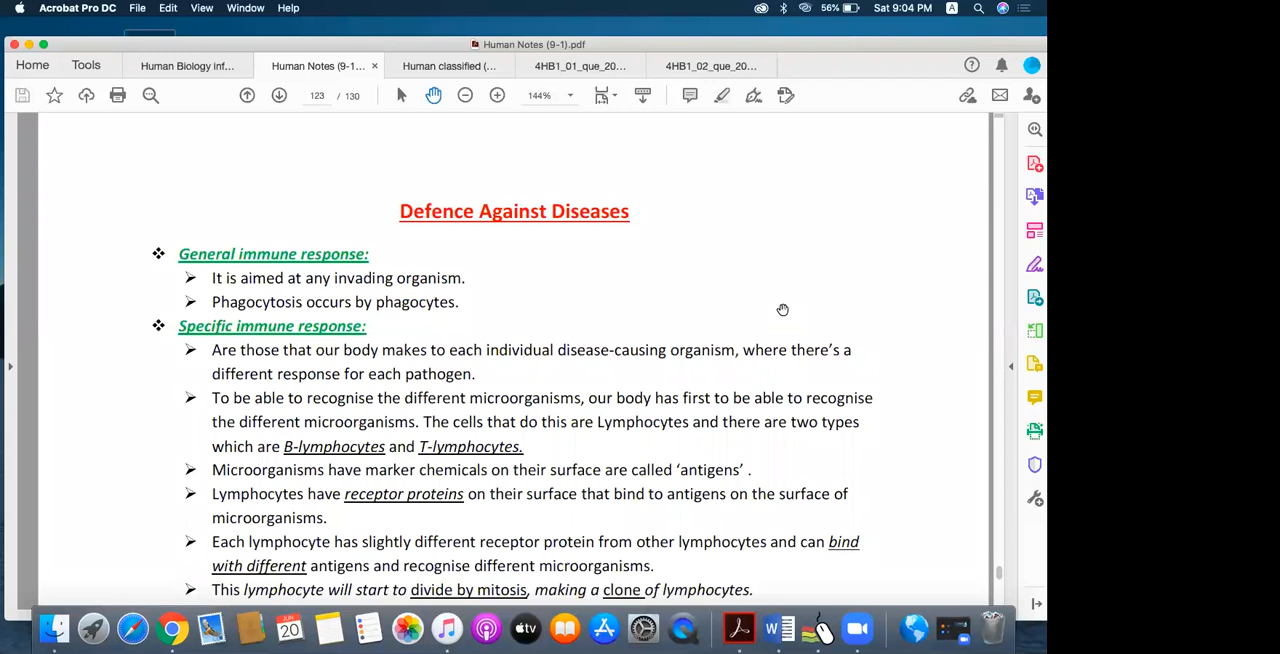 Acrobat Pro DC File Edit View Window Help 56% Sat 9:04 PM A
Human Notes (9-1).pdf
Home Tools Human Biology inf... Human Notes (9-1... × Human classified (... 4HB1_01_que_20... 4HB1_02_que_20...
123 / 130 144%
Defence Against Diseases
❖ General immune response:
➢ It is aimed at any invading organism.
➢ Phagocytosis occurs by phagocytes.
❖ Specific immune response:
➢ Are those that our body makes to each individual disease-causing organism, where there's a
different response for each pathogen.
➢ To be able to recognise the different microorganisms, our body has first to be able to recognise
the different microorganisms. The cells that do this are Lymphocytes and there are two types
which are B-lymphocytes and T-lymphocytes.
➢ Microorganisms have marker chemicals on their surface are called ‘antigens’ .
➢ Lymphocytes have receptor proteins on their surface that bind to antigens on the surface of
microorganisms.
➢ Each lymphocyte has slightly different receptor protein from other lymphocytes and can bind
with different antigens and recognise different microorganisms.
➢ This lymphocyte will start to divide by mitosis, making a clone of lymphocytes.
JUN
20
tv
W